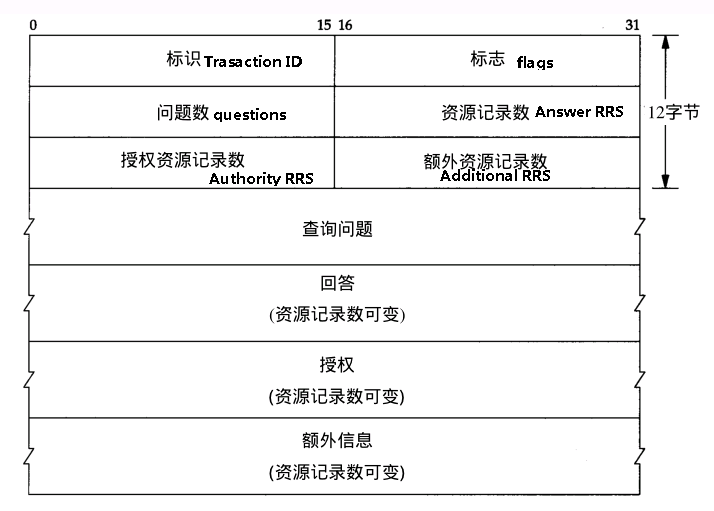 0 15 16 31
标识 Trasaction ID 标志 flags
问题数 questions 资源记录数 Answer RRS 12字节
授权资源记录数 额外资源记录数
Authority RRS Additional RRS
查询问题
回答
(资源记录数可变)
授权
(资源记录数可变)
额外信息
(资源记录数可变)